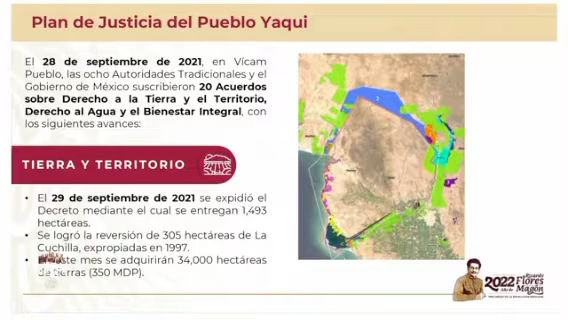 Plan de Justicia del Pueblo Yaqui
El 28 de septiembre de 2021, en Vícam
Pueblo, las ocho Autoridades Tradicionales y el
Gobierno de México suscribieron 20 Acuerdos
sobre Derecho a la Tierra y el Territorio,
Derecho al Agua y el Bienestar Integral, con
los siguientes avances:
TIERRA Y TERRITORIO
• El 29 de septiembre de 2021 se expidió el
Decreto mediante el cual se entregan 1,493
hectáreas.
• Se logró la reversión de 305 hectáreas de La
Cuchilla, expropiadas en 1997.
• este mes se adquirirán 34,000 hectáreas
de tierras (350 MDP).
2022 Ricardo
Flores
Magón